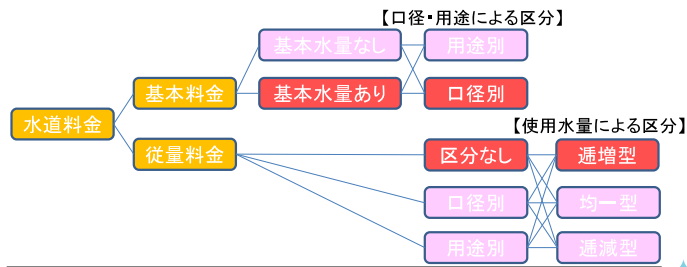 【口径・用途による区分】
基本水量なし
用途別
基本料金
基本水量あり
口径別
水道料金
【使用水量による区分】
従量料金
区分なし
逓増型
口径別
均一型
用途別
逓減型